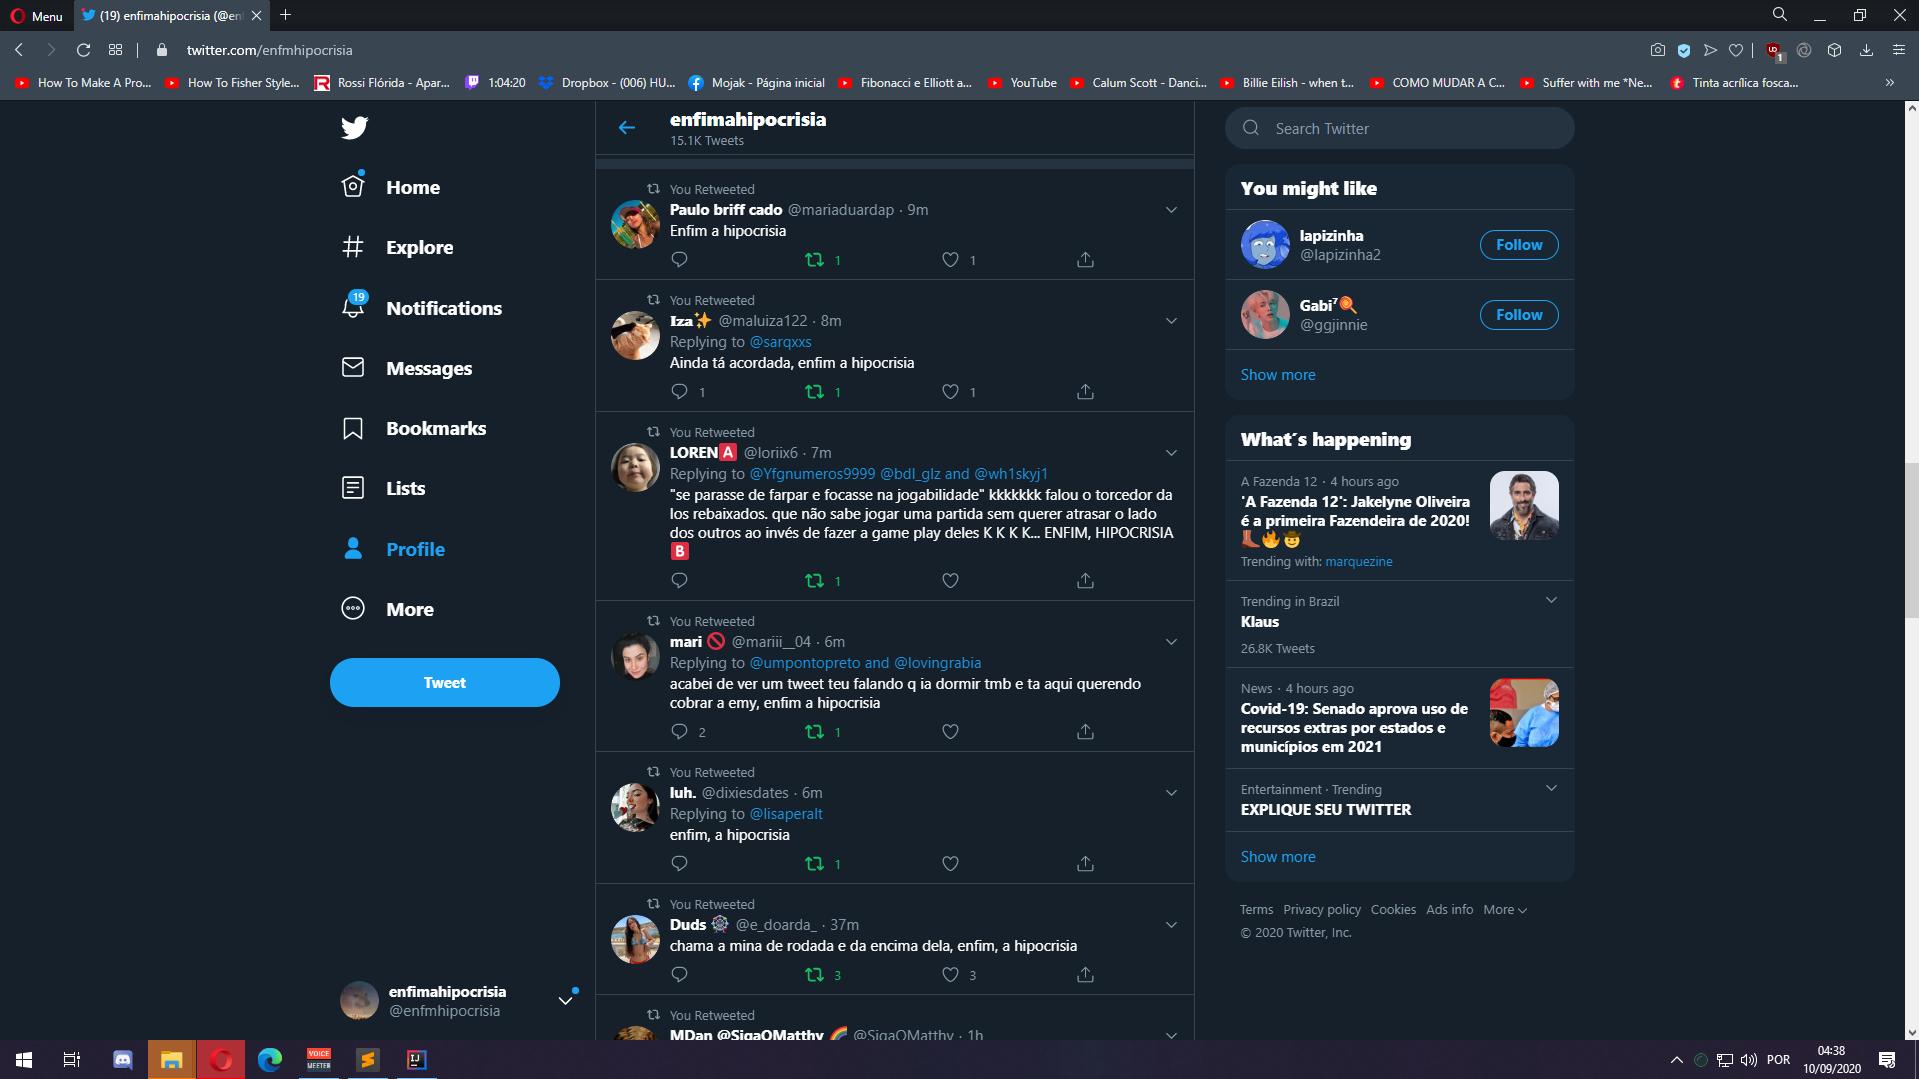 Menu
(19) enfimahipocrisia (@en
twitter.com/enfmhipocrisia
1
How To Make A Pro...
How To Fisher Style...
Rossi Flórida - Apar...
1:04:20
Dropbox - (006) HU...
Mojak - Página inicial
Fibonacci e Elliott a...
YouTube
Calum Scott - Danci...
Billie Eilish - when t...
COMO MUDAR A C...
Suffer with me *Ne...
Tinta acrílica fosca...
Home
Explore
19
Notifications
Messages
Bookmarks
Lists
Profile
More
Tweet
enfimahipocrisia
@enfmhipocrisia
enfimahipocrisia
15.1K Tweets
You Retweeted
Paulo briff cado @mariaduardap · 9m
Enfim a hipocrisia
1 1
You Retweeted
Iza✨ @maluiza122 · 8m
Replying to @sarqxxs
Ainda tá acordada, enfim a hipocrisia
1 1 1
You Retweeted
LOREN🅰 @loriix6 · 7m
Replying to @Yfgnumeros9999 @bdl_glz and @wh1skyj1
"se parasse de farpar e focasse na jogabilidade" kkkkkkk falou o torcedor da
los rebaixados. que não sabe jogar uma partida sem querer atrasar o lado
dos outros ao invés de fazer a game play deles K K K K... ENFIM, HIPOCRISIA
🅱
1
You Retweeted
mari 🚫 @mariii__04 · 6m
Replying to @umpontopreto and @lovingrabia
acabei de ver um tweet teu falando q ia dormir tmb e ta aqui querendo
cobrar a emy, enfim a hipocrisia
2 1
You Retweeted
luh. @dixiesdates · 6m
Replying to @lisaperalt
enfim, a hipocrisia
1
You Retweeted
Duds 🎡 @e_doarda_ · 37m
chama a mina de rodada e da encima dela, enfim, a hipocrisia
3 3
You Retweeted
MDan @SigaOMatthy 🌈 @SigaOMatthy · 1h
Search Twitter
You might like
lapizinha
@lapizinha2
Follow
Gabi⁷🍭
@ggjinnie
Follow
Show more
What's happening
A Fazenda 12 · 4 hours ago
'A Fazenda 12': Jakelyne Oliveira
é a primeira Fazendeira de 2020!
👢🔥🤠
Trending with: marquezine
Trending in Brazil
Klaus
26.8K Tweets
News · 4 hours ago
Covid-19: Senado aprova uso de
recursos extras por estados e
municípios em 2021
Entertainment · Trending
EXPLIQUE SEU TWITTER
Show more
Terms Privacy policy Cookies Ads info More
© 2020 Twitter, Inc.
VOICE
MEETER
IJ
POR
04:38
10/09/2020